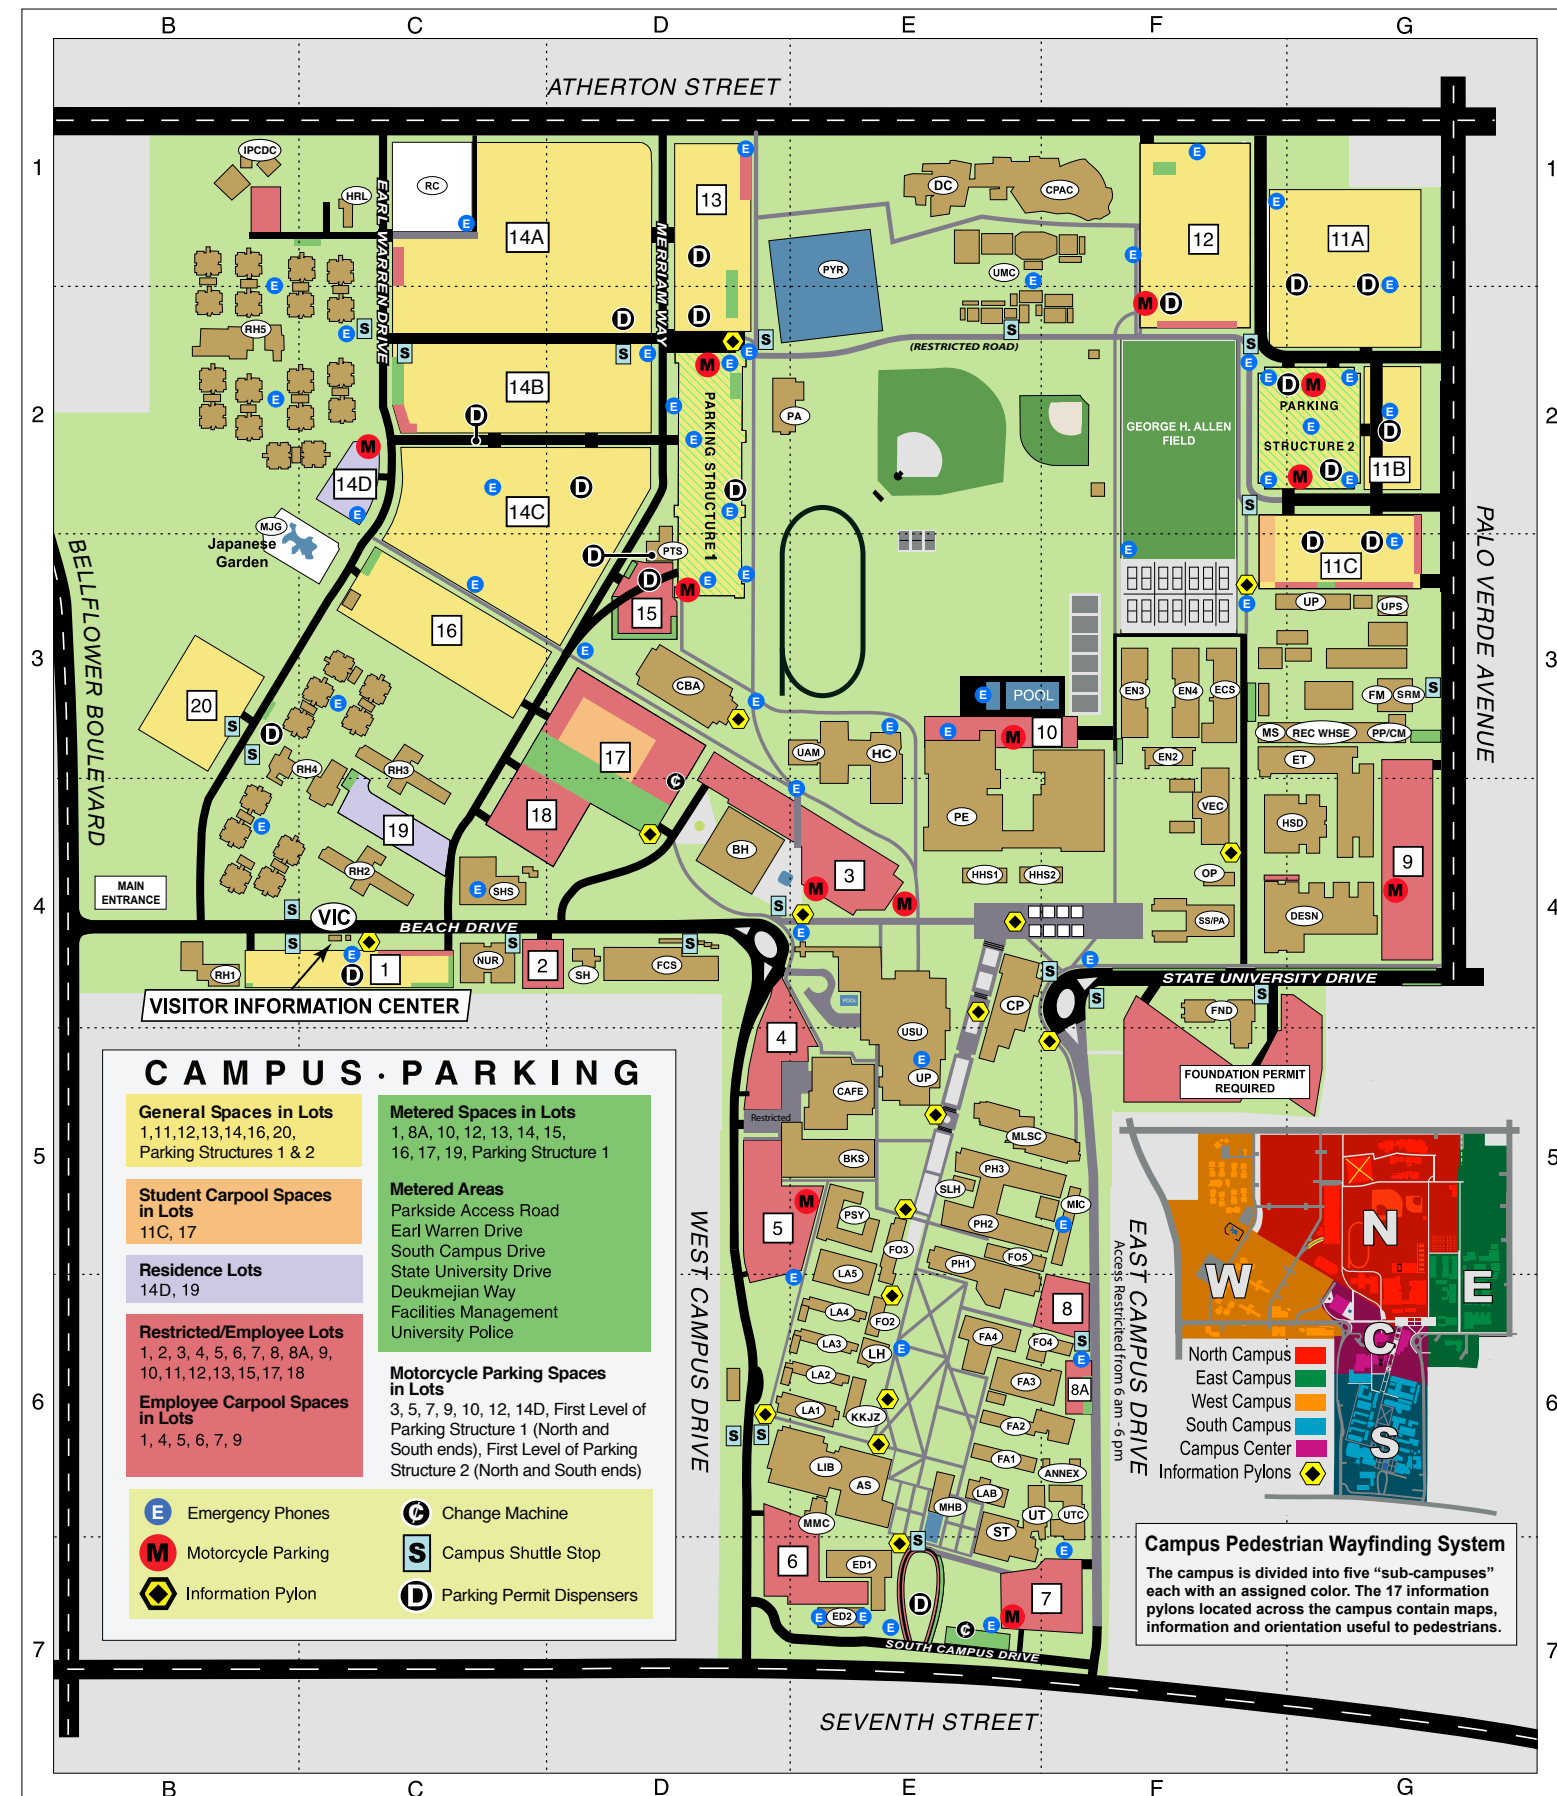 B C D E F G
ATHERTON STREET
1
1
IPCDC
HRL
RC
EARL WARREN DRIVE
14A
MERRIAM WAY
13
D
PYR
DC
CPAC
UMC
12
11A
RH5
(RESTRICTED ROAD)
2
2
14B
PARKING STRUCTURE 1
PA
GEORGE H. ALLEN
FIELD
PARKING
STRUCTURE 2
11B
14D
14C
MJG
Japanese
Garden
PTS
15
11C
PALO VERDE AVENUE
BELLFLOWER BOULEVARD
UP
UPS
3
3
16
20
CBA
POOL
10
EN3
EN4
ECS
FM
SRM
UAM
HC
MS
REC WHSE
PP/CM
EN2
ET
RH4
RH3
17
18
19
RH2
SHS
BH
3
PE
HHS1
HHS2
VEC
OP
HSD
9
MAIN
ENTRANCE
4
4
VIC
BEACH DRIVE
SS/PA
DESN
RH1
1
NUR
2
SH
FCS
STATE UNIVERSITY DRIVE
VISITOR INFORMATION CENTER
POOL
USU
CP
FND
4
UP
CAFE
Restricted
FOUNDATION PERMIT
REQUIRED
CAMPUS · PARKING
General Spaces in Lots
1,11,12,13,14,16, 20,
Parking Structures 1 & 2
Student Carpool Spaces
in Lots
11C, 17
Residence Lots
14D, 19
Restricted/Employee Lots
1, 2, 3, 4, 5, 6, 7, 8, 8A, 9,
10,11,12,13,15,17, 18
Employee Carpool Spaces
in Lots
1, 4, 5, 6, 7, 9
Metered Spaces in Lots
1, 8A, 10, 12, 13, 14, 15,
16, 17, 19, Parking Structure 1
Metered Areas
Parkside Access Road
Earl Warren Drive
South Campus Drive
State University Drive
Deukmejian Way
Facilities Management
University Police
Motorcycle Parking Spaces
in Lots
3, 5, 7, 9, 10, 12, 14D, First Level of
Parking Structure 1 (North and
South ends), First Level of Parking
Structure 2 (North and South ends)
E Emergency Phones
M Motorcycle Parking
Information Pylon
¢ Change Machine
S Campus Shuttle Stop
D Parking Permit Dispensers
5
5
BKS
MLSC
PH3
SLH
MIC
PSY
5
PH2
FO3
FO5
PH1
LA5
WEST CAMPUS DRIVE
EAST CAMPUS DRIVE
Access Restricted from 6 am - 6 pm
LA4
FO2
8
LA3
LH
FA4
FO4
LA2
FA3
8A
6
6
LA1
KKJZ
FA2
LIB
AS
FA1
ANNEX
LAB
MHB
UT
UTC
MMC
ST
6
ED1
7
ED2
SOUTH CAMPUS DRIVE
7
7
SEVENTH STREET
N
W
E
C
S
North Campus
East Campus
West Campus
South Campus
Campus Center
Information Pylons
Campus Pedestrian Wayfinding System
The campus is divided into five “sub-campuses”
each with an assigned color. The 17 information
pylons located across the campus contain maps,
information and orientation useful to pedestrians.
B C D E F G